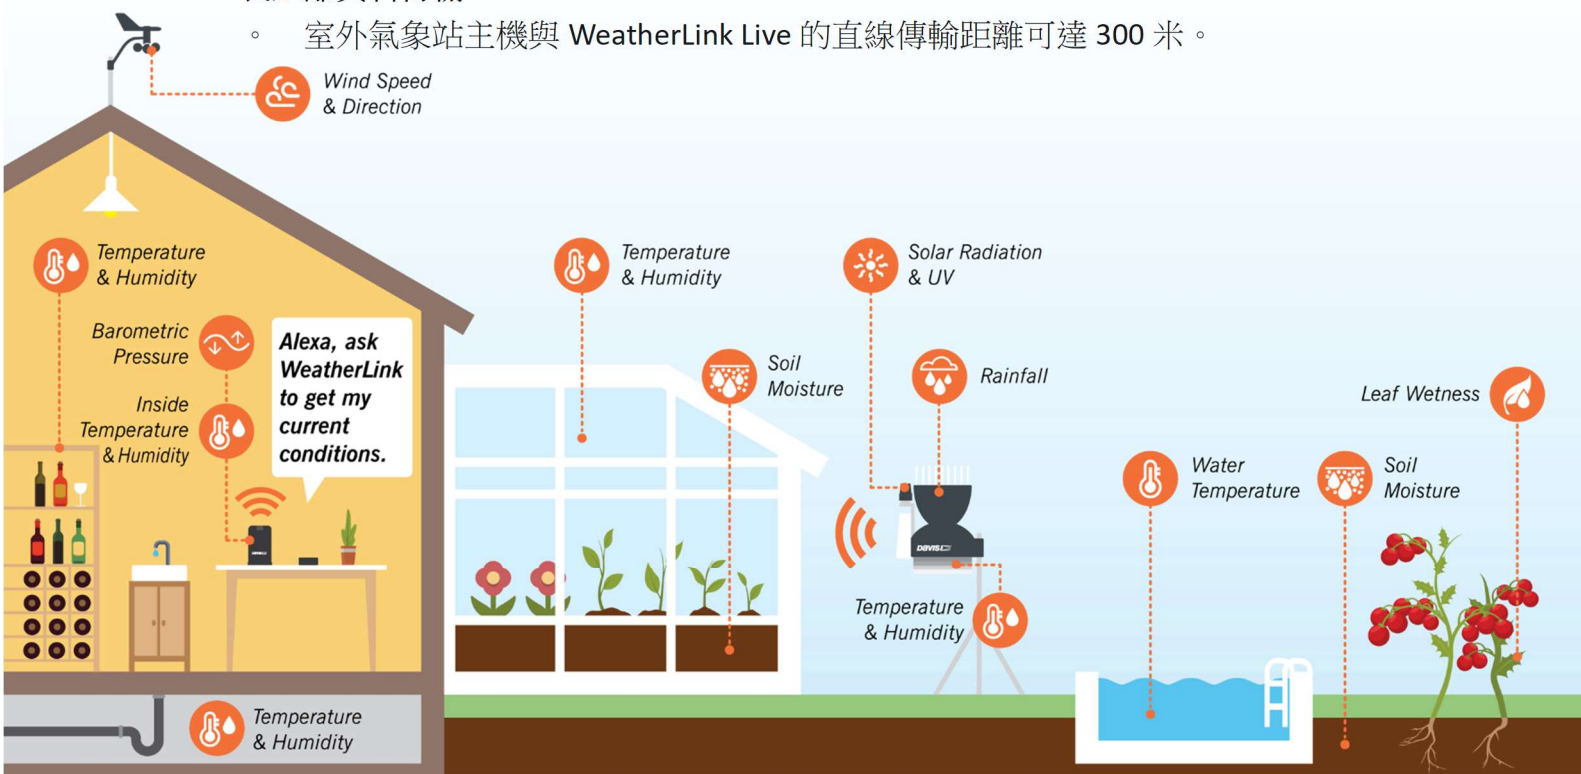 。 室外氣象站主機與 WeatherLink Live 的直線傳輸距離可達 300 米。
Wind Speed
& Direction
Temperature
& Humidity
Barometric
Pressure
Inside
Temperature
& Humidity
Alexa, ask
WeatherLink
to get my
current
conditions.
Temperature
& Humidity
Soil
Moisture
Solar Radiation
& UV
Rainfall
DAVIS
Temperature
& Humidity
Water
Temperature
Soil
Moisture
Leaf Wetness
Temperature
& Humidity